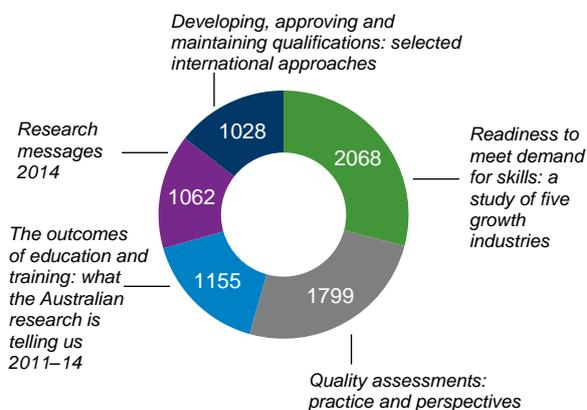 Developing, approving and
maintaining qualifications: selected
international approaches
1028
2068
Readiness to
meet demand
for skills: a
study of five
growth
industries
Research
messages
2014
1062
The outcomes
of education and
training: what
the Australian
research is
telling us
2011–14
1155
1799
Quality assessments:
practice and perspectives